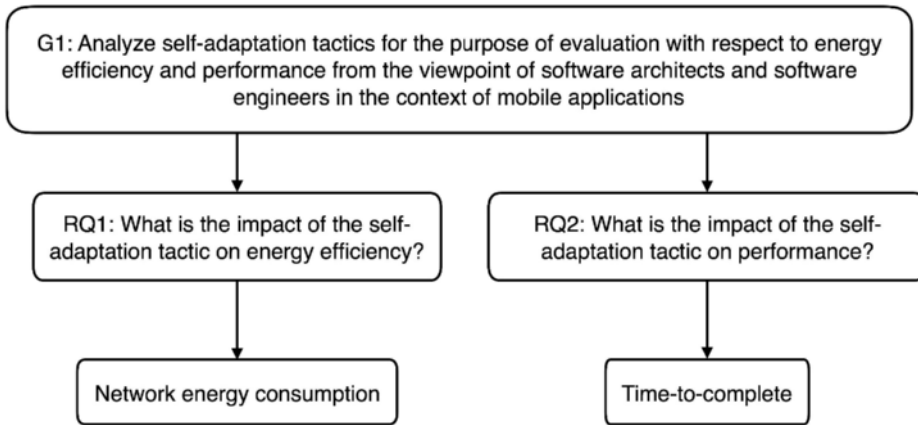 G1: Analyze self-adaptation tactics for the purpose of evaluation with respect to energy
efficiency and performance from the viewpoint of software architects and software
engineers in the context of mobile applications
RQ1: What is the impact of the self-
adaptation tactic on energy efficiency?
RQ2: What is the impact of the self-
adaptation tactic on performance?
Network energy consumption
Time-to-complete